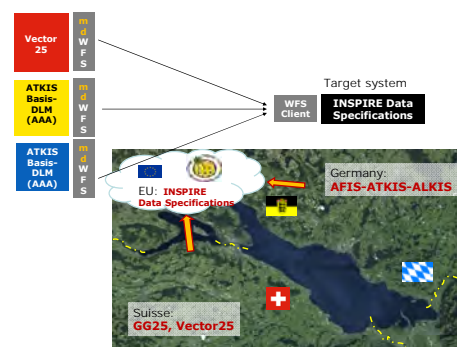 Vector
25
m
d
W
F
S
ATKIS
Basis-
DLM
(AAA)
m
d
W
F
S
ATKIS
Basis-
DLM
(AAA)
m
d
W
F
S
Target system
WFS
Client
INSPIRE Data
Specifications
EU: INSPIRE
Data Specifications
Germany:
AFIS-ATKIS-ALKIS
Suisse:
GG25, Vector25